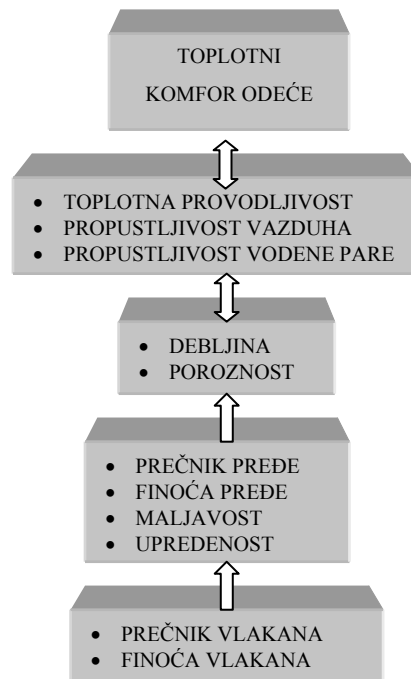 TOPLOTNI
KOMFOR ODEĆE
• TOPLOTNA PROVODLJIVOST
• PROPUSTLJIVOST VAZDUHA
• PROPUSTLJIVOST VODENE PARE
• DEBLJINA
• POROZNOST
• PREČNIK PREĐE
• FINOĆA PREĐE
• MALJAVOST
• UPREDENOST
• PREČNIK VLAKANA
• FINOĆA VLAKANA